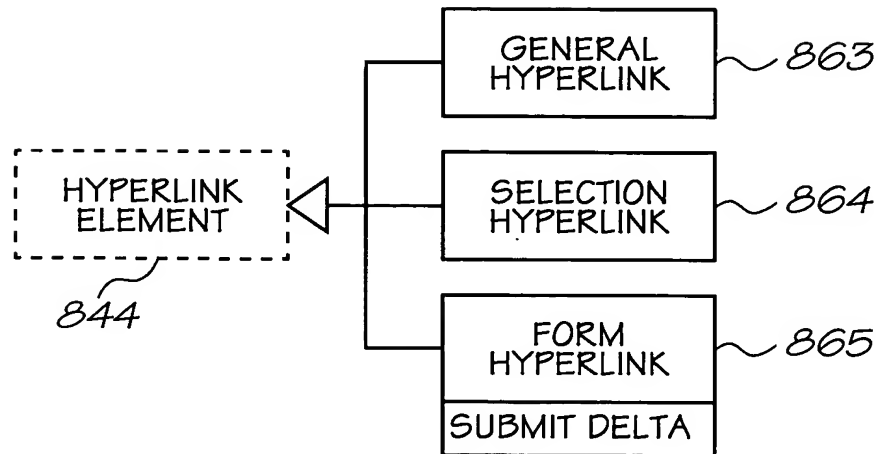 GENERAL
HYPERLINK
863
HYPERLINK
ELEMENT
844
SELECTION
HYPERLINK
864
FORM
HYPERLINK
865
SUBMIT DELTA